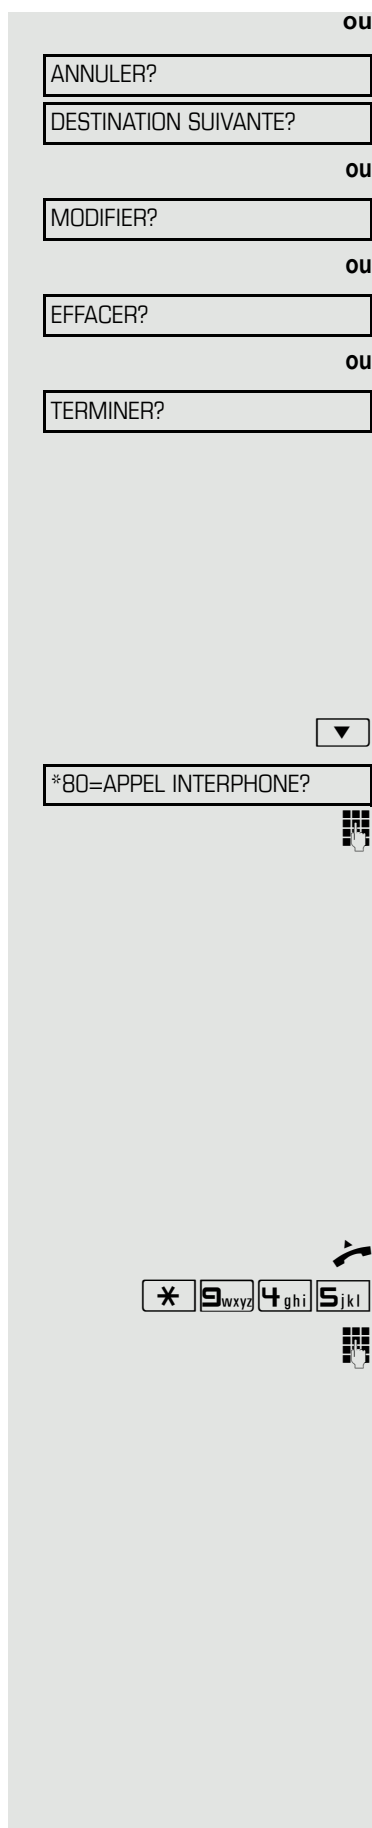 ou
ANNULER?
DESTINATION SUIVANTE?
ou
MODIFIER?
ou
EFFACER?
ou
TERMINER?
*80=APPEL INTERPHONE?
* 9wxyz 4ghi 5jkl